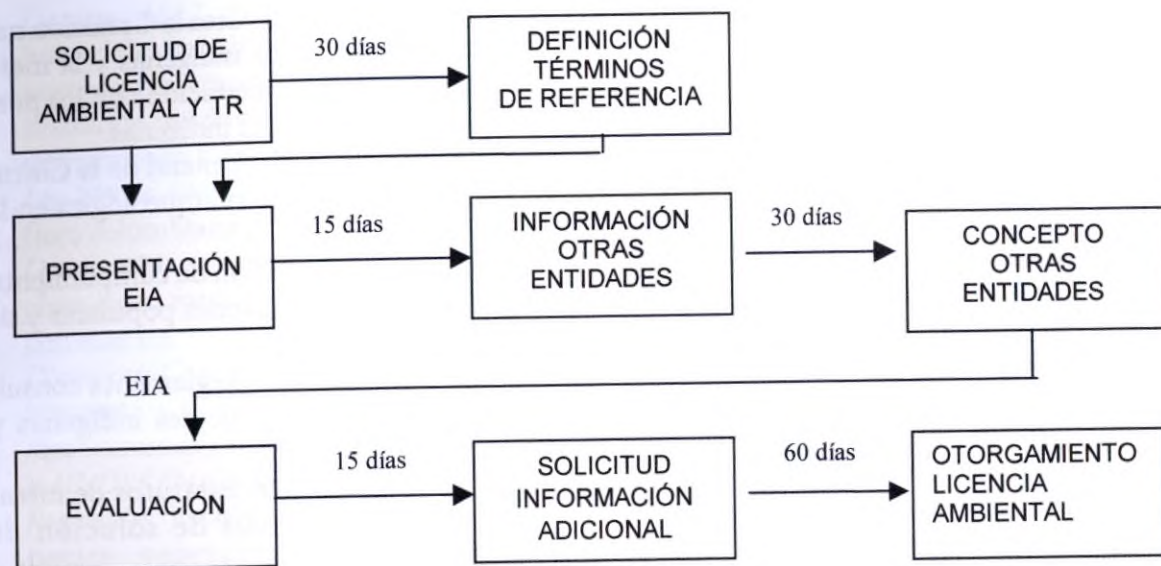 SOLICITUD DE
LICENCIA
AMBIENTAL Y TR
30 días
DEFINICIÓN
TÉRMINOS
DE REFERENCIA
PRESENTACIÓN
EIA
15 días
INFORMACIÓN
OTRAS
ENTIDADES
30 días
CONCEPTO
OTRAS
ENTIDADES
EIA
EVALUACIÓN
15 días
SOLICITUD
INFORMACIÓN
ADICIONAL
60 días
OTORGAMIENTO
LICENCIA
AMBIENTAL